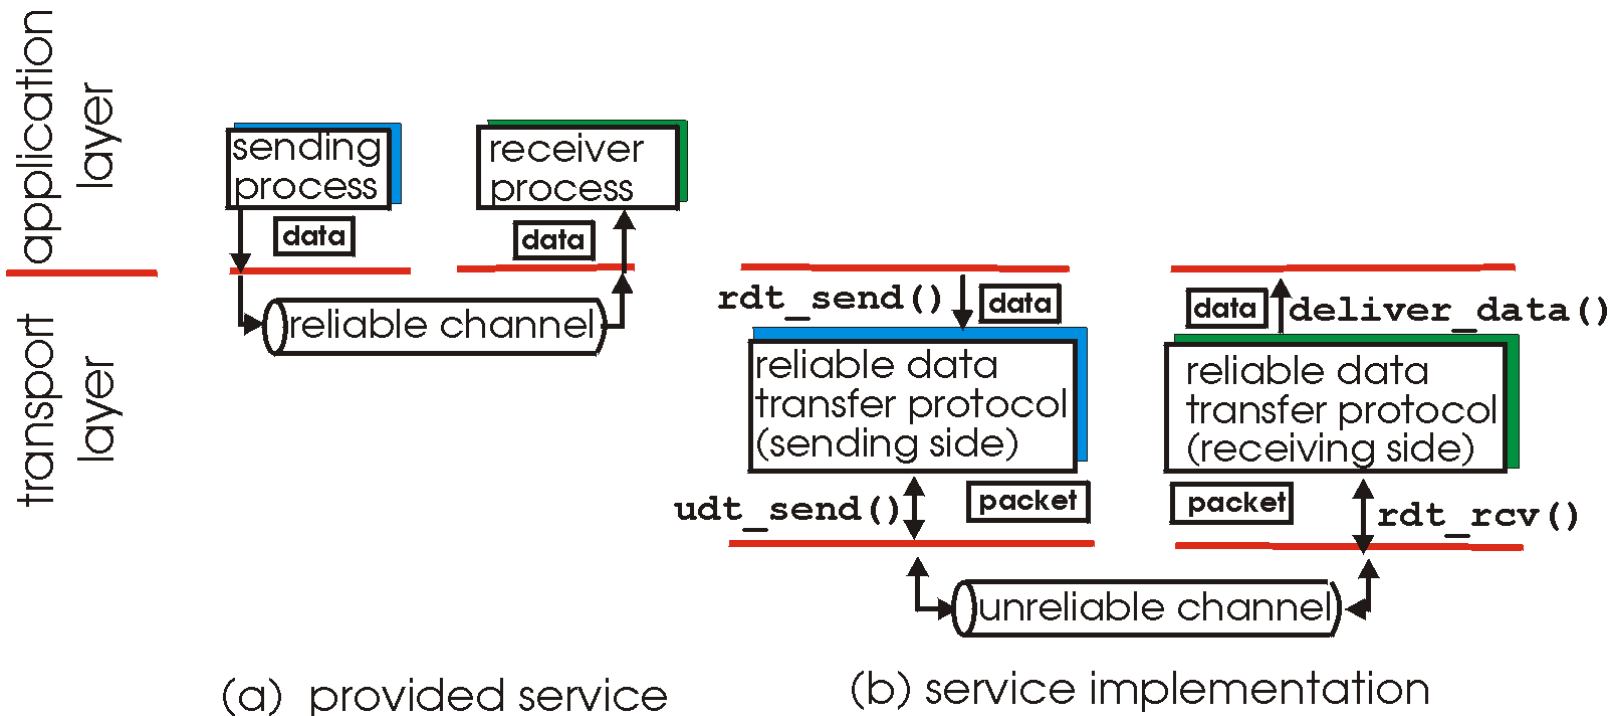 application
layer
transport
layer
sending
process
receiver
process
data
data
reliable channel
rdt_send()
data
data
deliver_data()
reliable data
transfer protocol
(sending side)
reliable data
transfer protocol
(receiving side)
udt_send()
packet
packet
rdt_rcv()
unreliable channel
(a) provided service
(b) service implementation